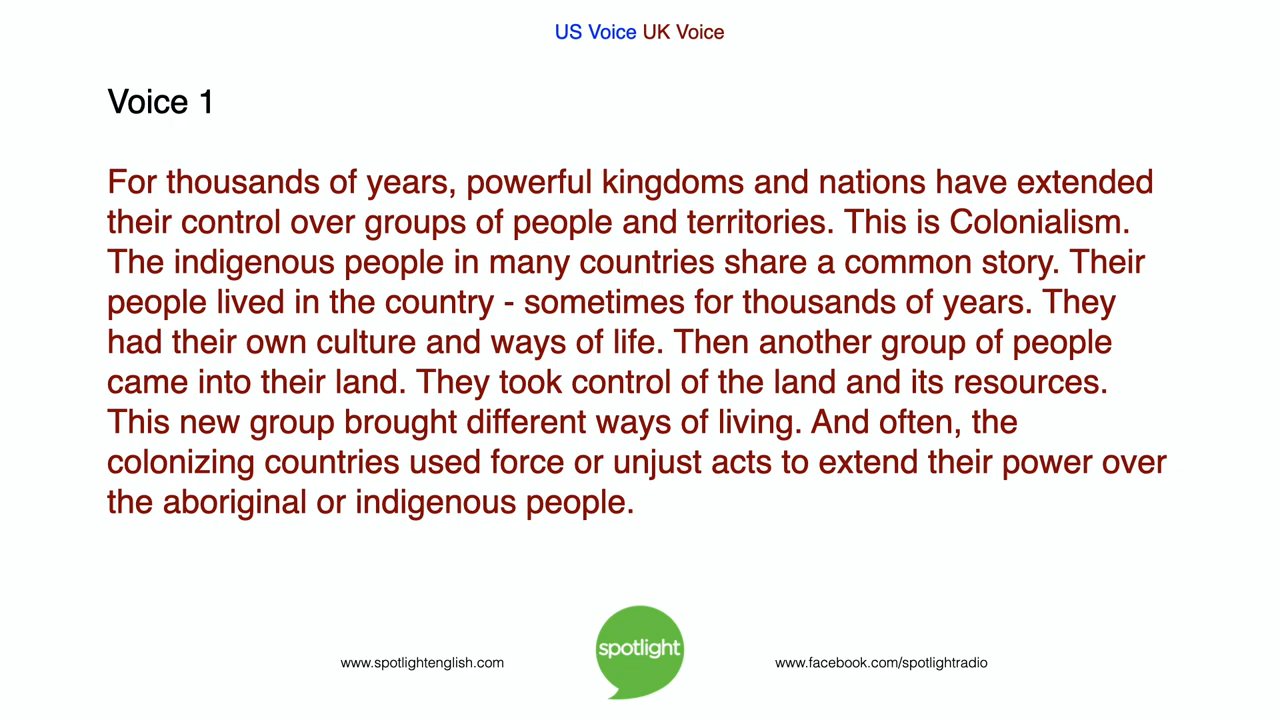 US Voice UK Voice
Voice 1
For thousands of years, powerful kingdoms and nations have extended
their control over groups of people and territories. This is Colonialism.
The indigenous people in many countries share a common story. Their
people lived in the country - sometimes for thousands of years. They
had their own culture and ways of life. Then another group of people
came into their land. They took control of the land and its resources.
This new group brought different ways of living. And often, the
colonizing countries used force or unjust acts to extend their power over
the aboriginal or indigenous people.
spotlight
www.spotlightenglish.com
www.facebook.com/spotlightradio